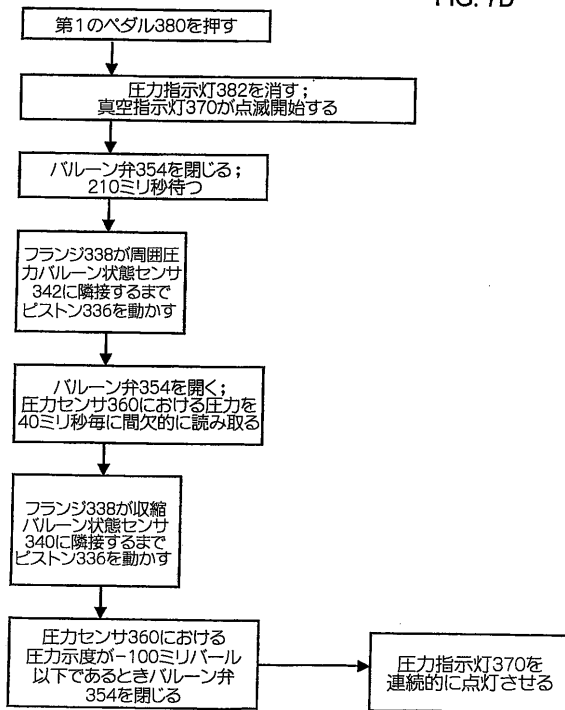 FIG. 7D
第1のペダル380を押す
圧力指示灯382を消す；
真空指示灯370が点滅開始する
バルーン弁354を閉じる；
210ミリ秒待つ
フランジ338が周囲圧
力バルーン状態センサ
342に隣接するまで
ピストン336を動かす
バルーン弁354を開く；
圧力センサ360における圧力を
40ミリ秒毎に間欠的に読み取る
フランジ338が収縮
バルーン状態センサ
340に隣接するまで
ピストン336を動かす
圧力センサ360における
圧力示度が-100ミリバール
以下であるときバルーン弁
354を閉じる
圧力指示灯370を
連続的に点灯させる